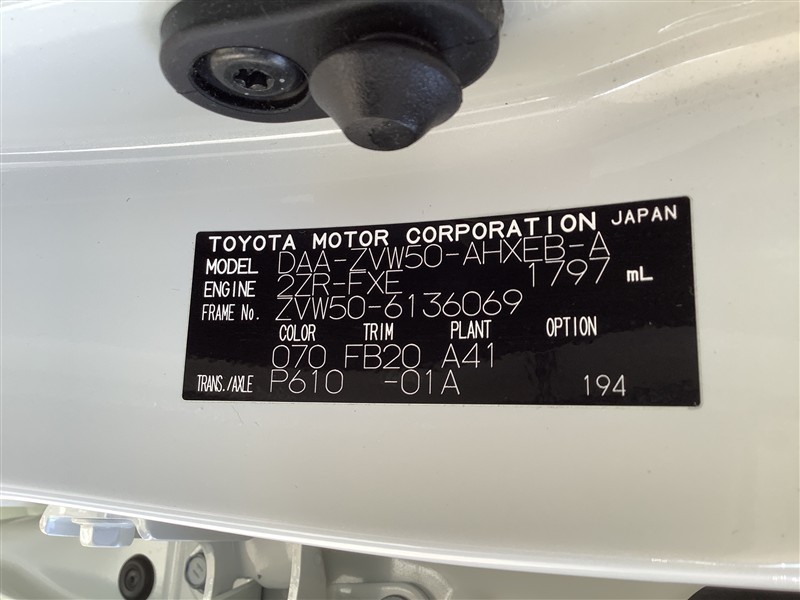 TOYOTA MOTOR CORPORATION JAPAN
MODEL DAA-ZVW50-AHXEB-A
ENGINE 2ZR-FXE 1797 mL
FRAME No. ZVW50-6136069
COLOR TRIM PLANT OPTION
070 FB20 A41
TRANS./AXLE P610 -01A 194